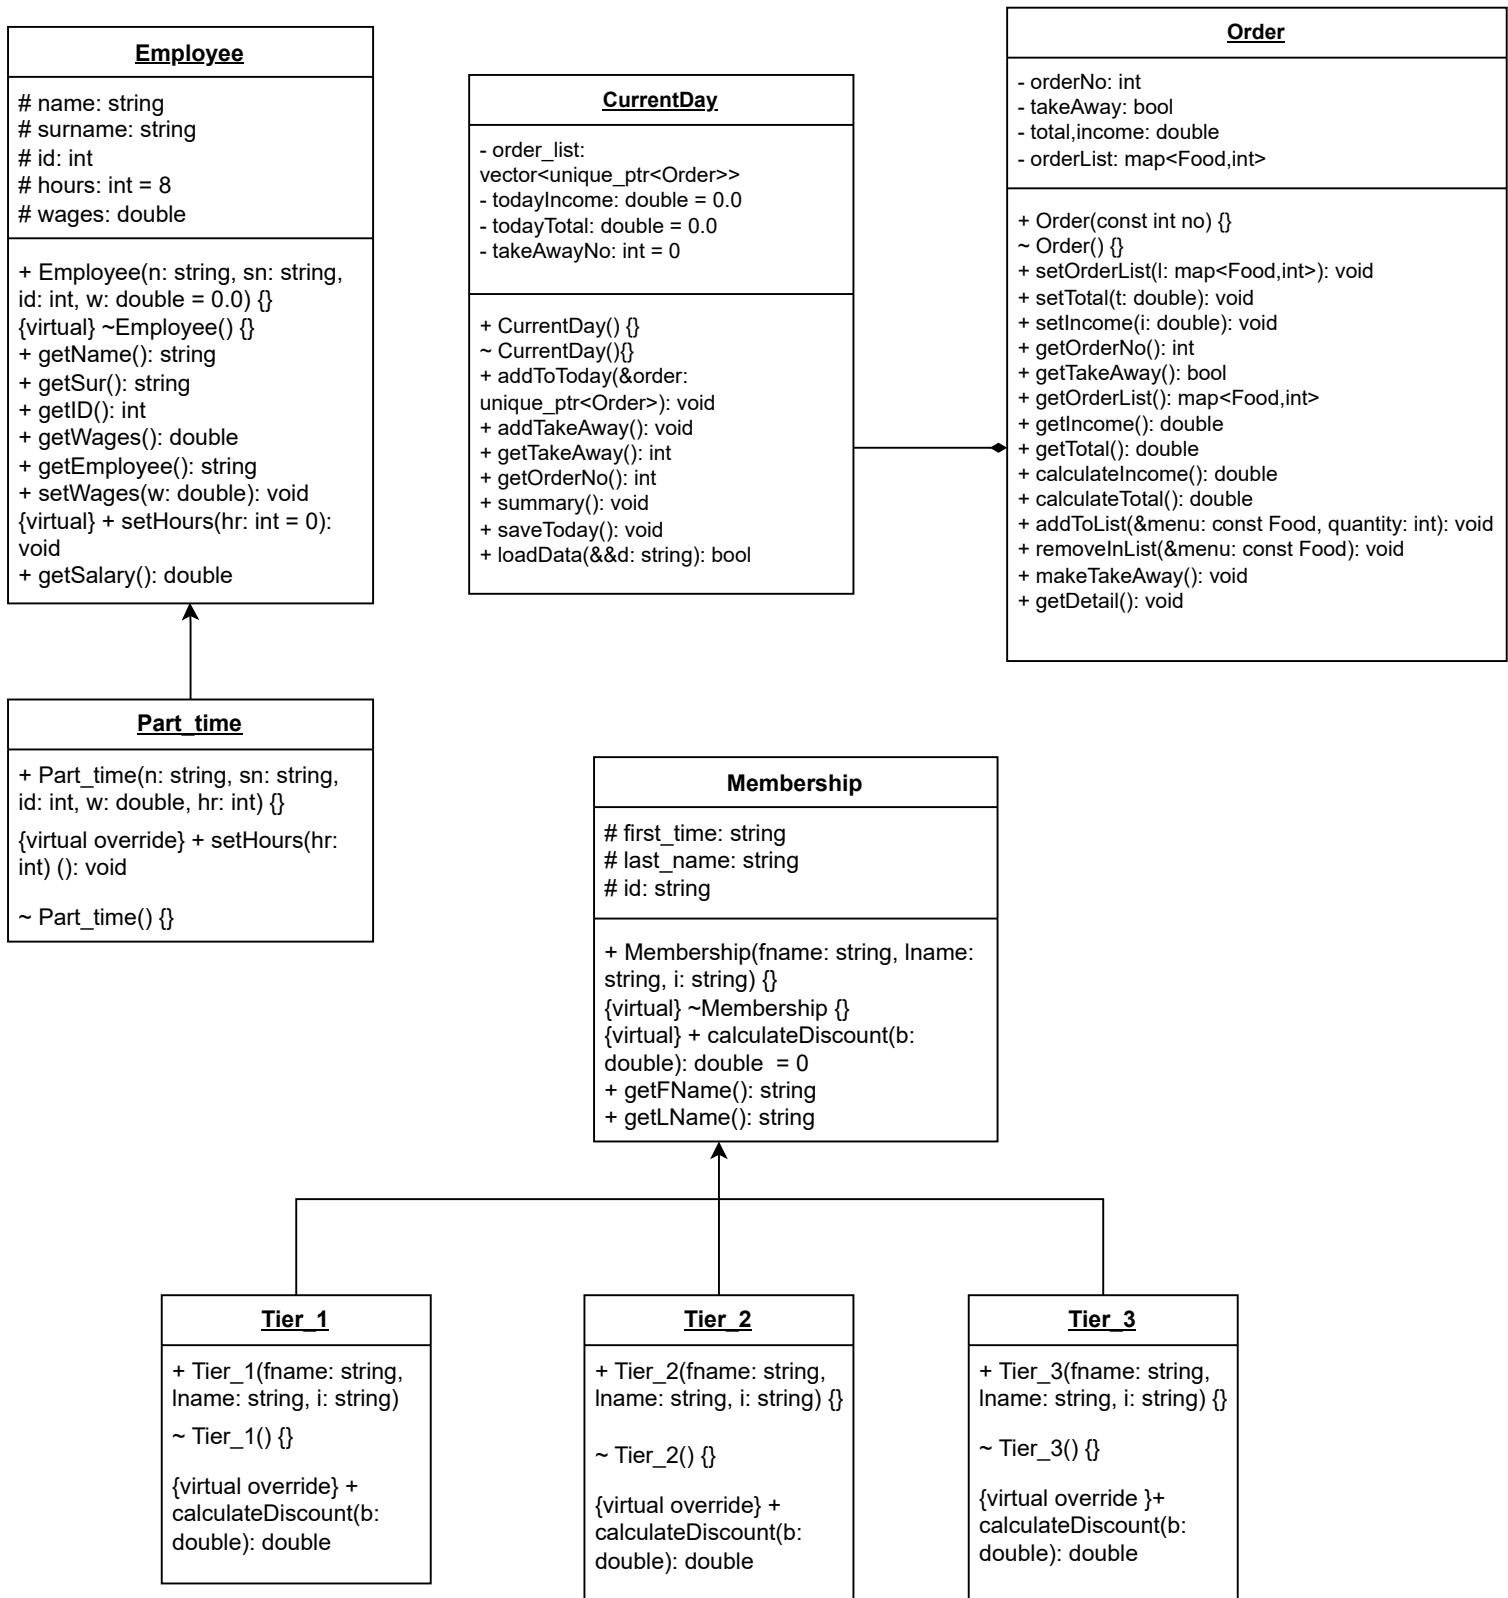 Employee
# name: string
# surname: string
# id: int
# hours: int = 8
# wages: double
+ Employee(n: string, sn: string,
id: int, w: double = 0.0) {}
{virtual} ~Employee() {}
+ getName(): string
+ getSur(): string
+ getID(): int
+ getWages(): double
+ getEmployee(): string
+ setWages(w: double): void
{virtual} + setHours(hr: int = 0):
void
+ getSalary(): double
CurrentDay
- order_list:
vector<unique_ptr<Order>>
- todayIncome: double = 0.0
- todayTotal: double = 0.0
- takeAwayNo: int = 0
+ CurrentDay() {}
~ CurrentDay(){}
+ addToToday(&order:
unique_ptr<Order>): void
+ addTakeAway(): void
+ getTakeAway(): int
+ getOrderNo(): int
+ summary(): void
+ saveToday(): void
+ loadData(&&d: string): bool
Order
- orderNo: int
- takeAway: bool
- total,income: double
- orderList: map<Food,int>
+ Order(const int no) {}
~ Order() {}
+ setOrderList(l: map<Food,int>): void
+ setTotal(t: double): void
+ setIncome(i: double): void
+ getOrderNo(): int
+ getTakeAway(): bool
+ getOrderList(): map<Food,int>
+ getIncome(): double
+ getTotal(): double
+ calculateIncome(): double
+ calculateTotal(): double
+ addToList(&menu: const Food, quantity: int): void
+ removeInList(&menu: const Food): void
+ makeTakeAway(): void
+ getDetail(): void
Part_time
+ Part_time(n: string, sn: string,
id: int, w: double, hr: int) {}
{virtual override} + setHours(hr:
int) (): void
~ Part_time() {}
Membership
# first_time: string
# last_name: string
# id: string
+ Membership(fname: string, lname:
string, i: string) {}
{virtual} ~Membership {}
{virtual} + calculateDiscount(b:
double): double  = 0
+ getFName(): string
+ getLName(): string
Tier_1
+ Tier_1(fname: string,
lname: string, i: string)
~ Tier_1() {}
{virtual override} +
calculateDiscount(b:
double): double
Tier_2
+ Tier_2(fname: string,
lname: string, i: string) {}
~ Tier_2() {}
{virtual override} +
calculateDiscount(b:
double): double
Tier_3
+ Tier_3(fname: string,
lname: string, i: string) {}
~ Tier_3() {}
{virtual override }+
calculateDiscount(b:
double): double